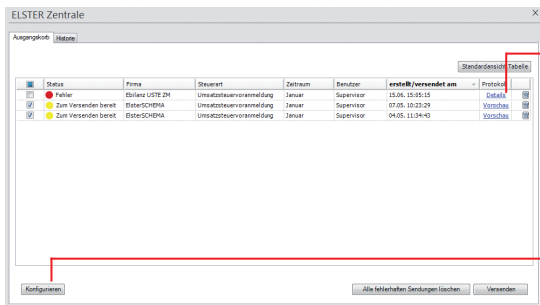 ELSTER Zentrale
Ausgangskorb Historie
Standardansicht Tabelle
Status Firma Steuerart Zeitraum Benutzer erstellt/versendet am Protokoll
Fehler Ebilanz USTE ZM Umsatzsteuervoranmeldung Januar Supervisor 15.06. 15:05:15 Details
Zum Versenden bereit ElsterSCHEMA Umsatzsteuervoranmeldung Januar Supervisor 07.05. 10:23:29 Vorschau
Zum Versenden bereit ElsterSCHEMA Umsatzsteuervoranmeldung Januar Supervisor 04.05. 11:34:43 Vorschau
Konfigurieren Alle fehlerhaften Sendungen löschen Versenden